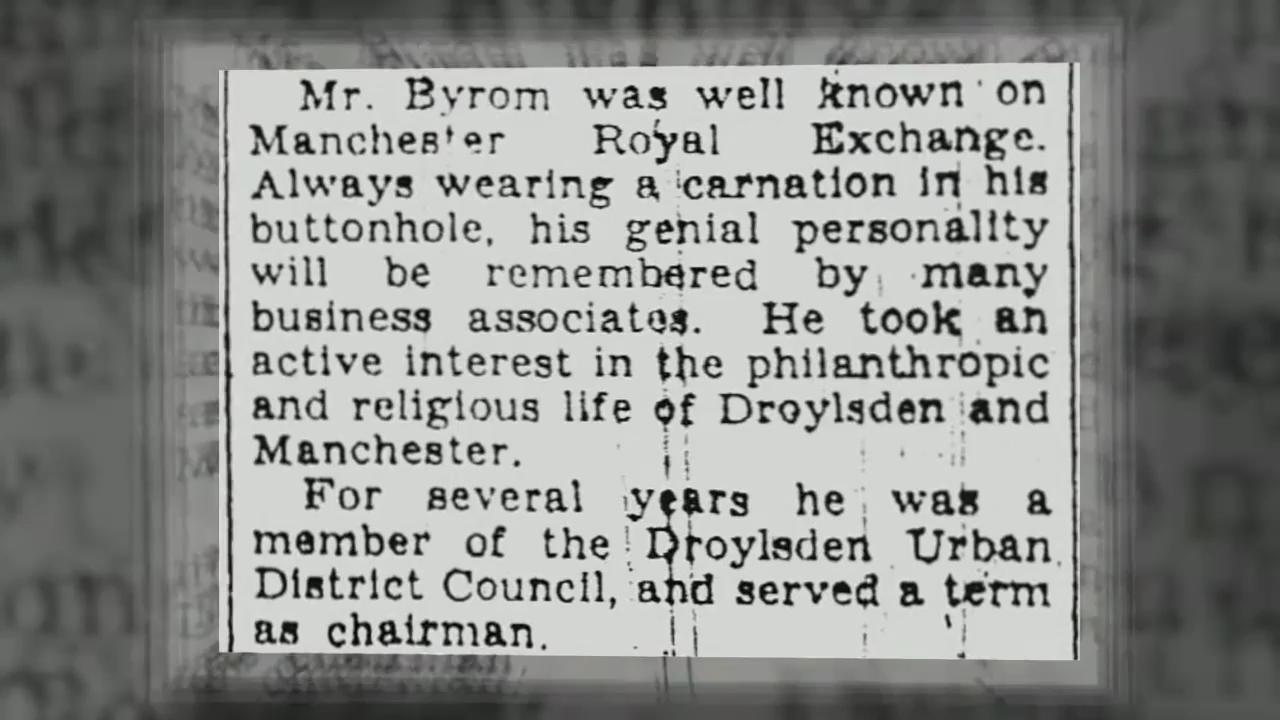 Mr. Byrom was well known on
Manchester Royal Exchange.
Always wearing a carnation in his
buttonhole, his genial personality
will be remembered by many
business associates. He took an
active interest in the philanthropic
and religious life of Droylsden and
Manchester.
For several years he was a
member of the Droylsden Urban
District Council, and served a term
as chairman.